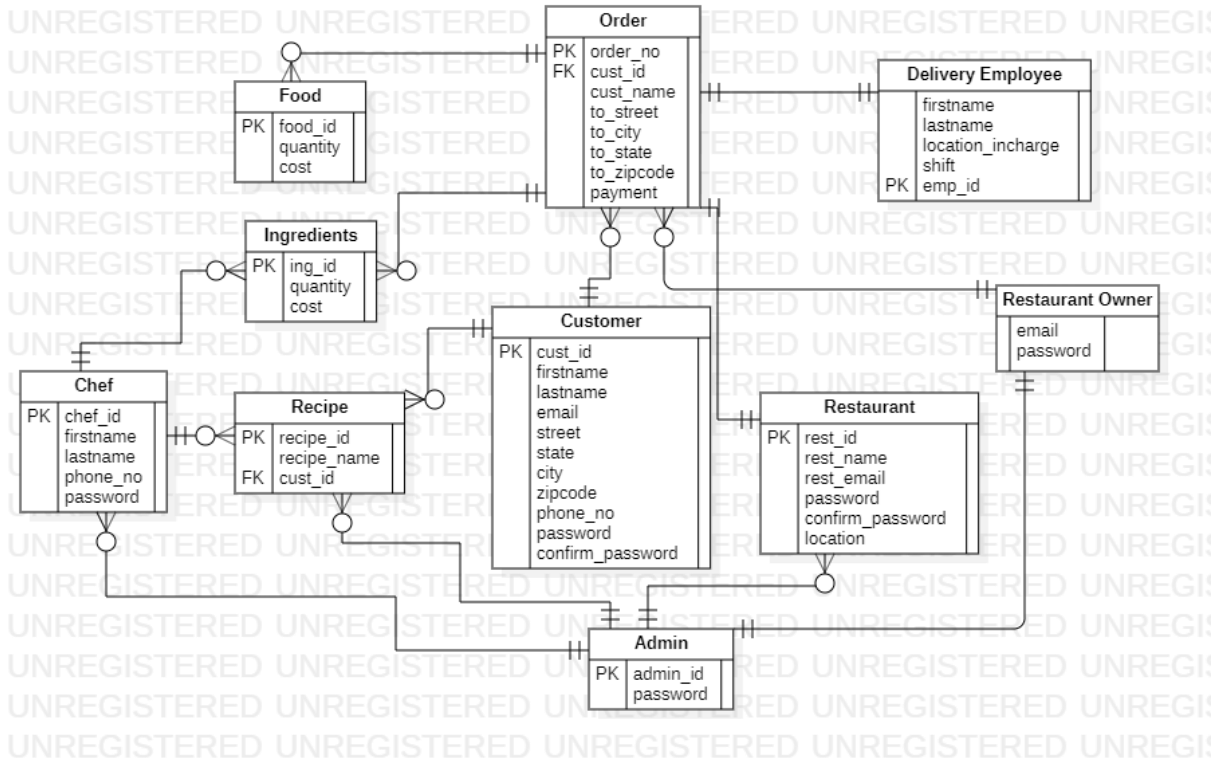 Order
PK order_no
FK cust_id
cust_name
to_street
to_city
to_state
to_zipcode
payment
Delivery Employee
firstname
lastname
location_incharge
shift
PK emp_id
Food
PK food_id
quantity
cost
Ingredients
PK ing_id
quantity
cost
Restaurant Owner
email
password
Customer
PK cust_id
firstname
lastname
email
street
state
city
zipcode
phone_no
password
confirm_password
Chef
PK chef_id
firstname
lastname
phone_no
password
Recipe
PK recipe_id
recipe_name
FK cust_id
Restaurant
PK rest_id
rest_name
rest_email
password
confirm_password
location
Admin
PK admin_id
password
UNREGISTERED UNREGISTERED UNREGISTERED UNREGISTERED UNREGIS